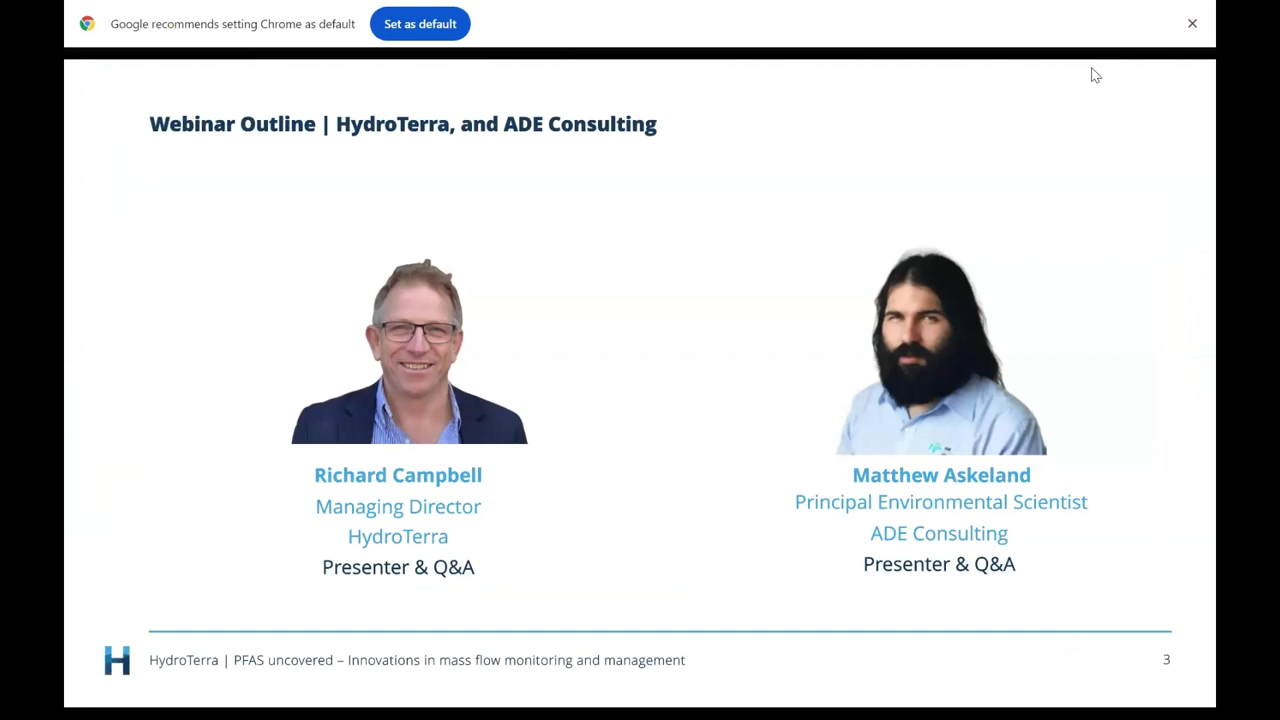 Google recommends setting Chrome as default
Set as default
Webinar Outline | HydroTerra, and ADE Consulting
Richard Campbell
Managing Director
HydroTerra
Presenter & Q&A
Matthew Askeland
Principal Environmental Scientist
ADE Consulting
Presenter & Q&A
HydroTerra | PFAS uncovered – Innovations in mass flow monitoring and management
3